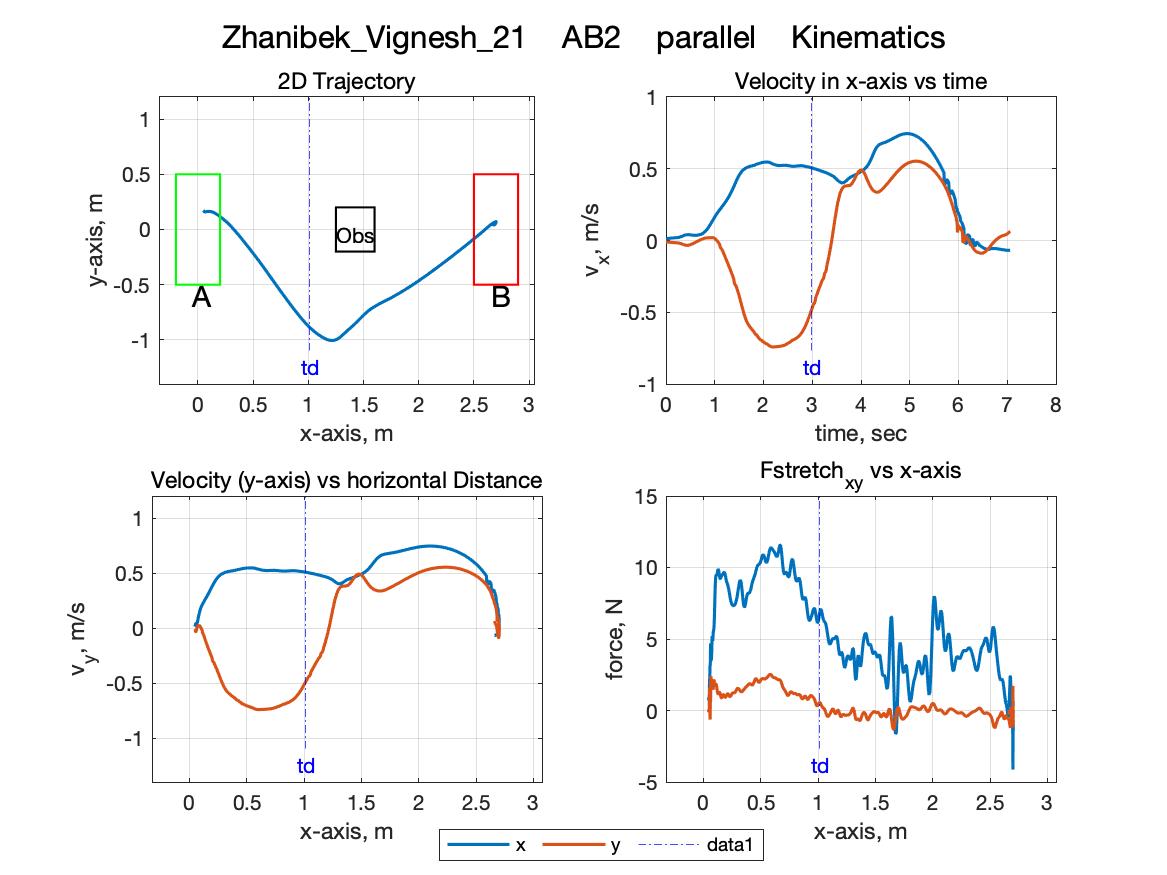 Zhanibek_Vignesh_21 AB2 parallel Kinematics
2D Trajectory
1
0.5
0
-0.5
-1
y-axis, m
Obs
A
B
td
0 0.5 1 1.5 2 2.5 3
x-axis, m
Velocity in x-axis vs time
1
0.5
0
-0.5
-1
vx, m/s
td
0 1 2 3 4 5 6 7 8
time, sec
Velocity (y-axis) vs horizontal Distance
1
0.5
0
-0.5
-1
vy, m/s
td
0 0.5 1 1.5 2 2.5 3
x-axis, m
Fstretchxy vs x-axis
15
10
5
0
-5
force, N
td
0 0.5 1 1.5 2 2.5 3
x-axis, m
x y data1